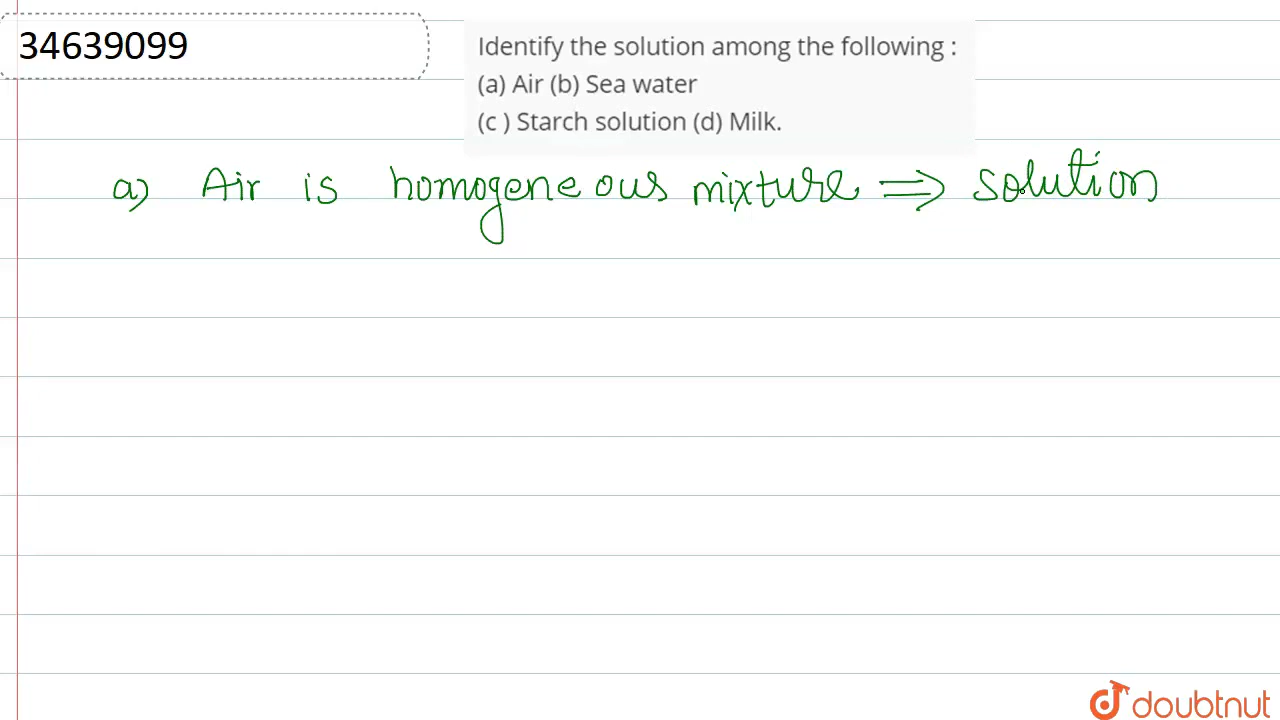 34639099
Identify the solution among the following :
(a) Air (b) Sea water
(c ) Starch solution (d) Milk.
a) Air is homogeneous mixture ⇒ solution
doubtnut